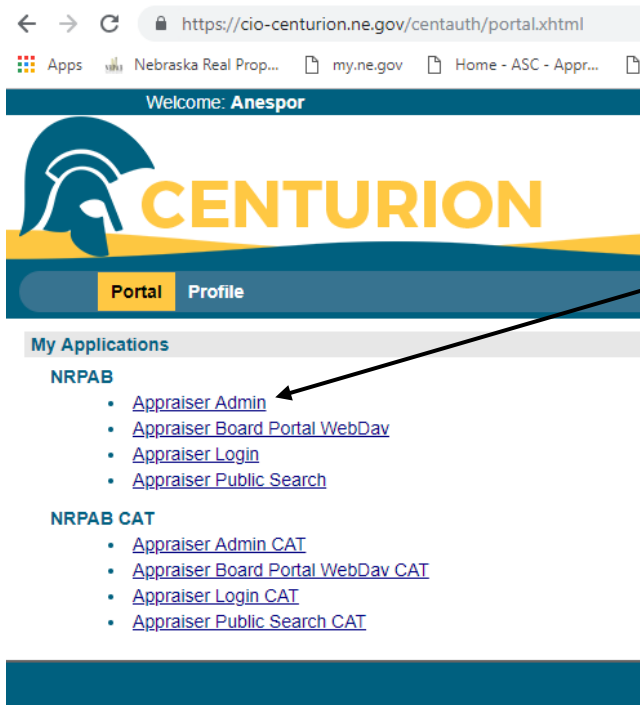 https://cio-centurion.ne.gov/centauth/portal.xhtml
Apps Nebraska Real Prop... my.ne.gov Home - ASC - Appr...
Welcome: Anespor
CENTURION
Portal Profile
My Applications
NRPAB
• Appraiser Admin
• Appraiser Board Portal WebDav
• Appraiser Login
• Appraiser Public Search
NRPAB CAT
• Appraiser Admin CAT
• Appraiser Board Portal WebDav CAT
• Appraiser Login CAT
• Appraiser Public Search CAT